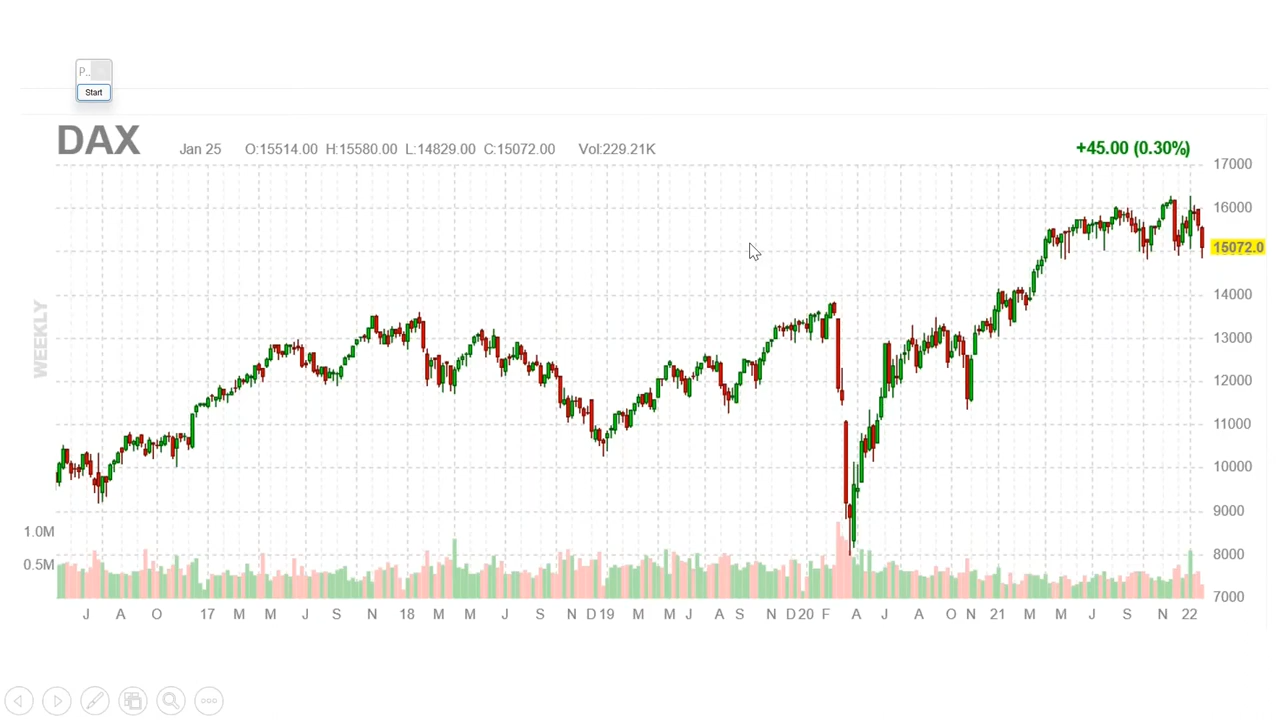 P..
Start
DAX
Jan 25 O:15514.00 H:15580.00 L:14829.00 C:15072.00 Vol:229.21K
+45.00 (0.30%)
17000
16000
15072.0
14000
13000
12000
11000
10000
9000
8000
7000
WEEKLY
1.0M
0.5M
J A O 17 M M J S N 18 M M J S N D 19 M M J A S N D 20 F A J A O N 21 M M J S N 22